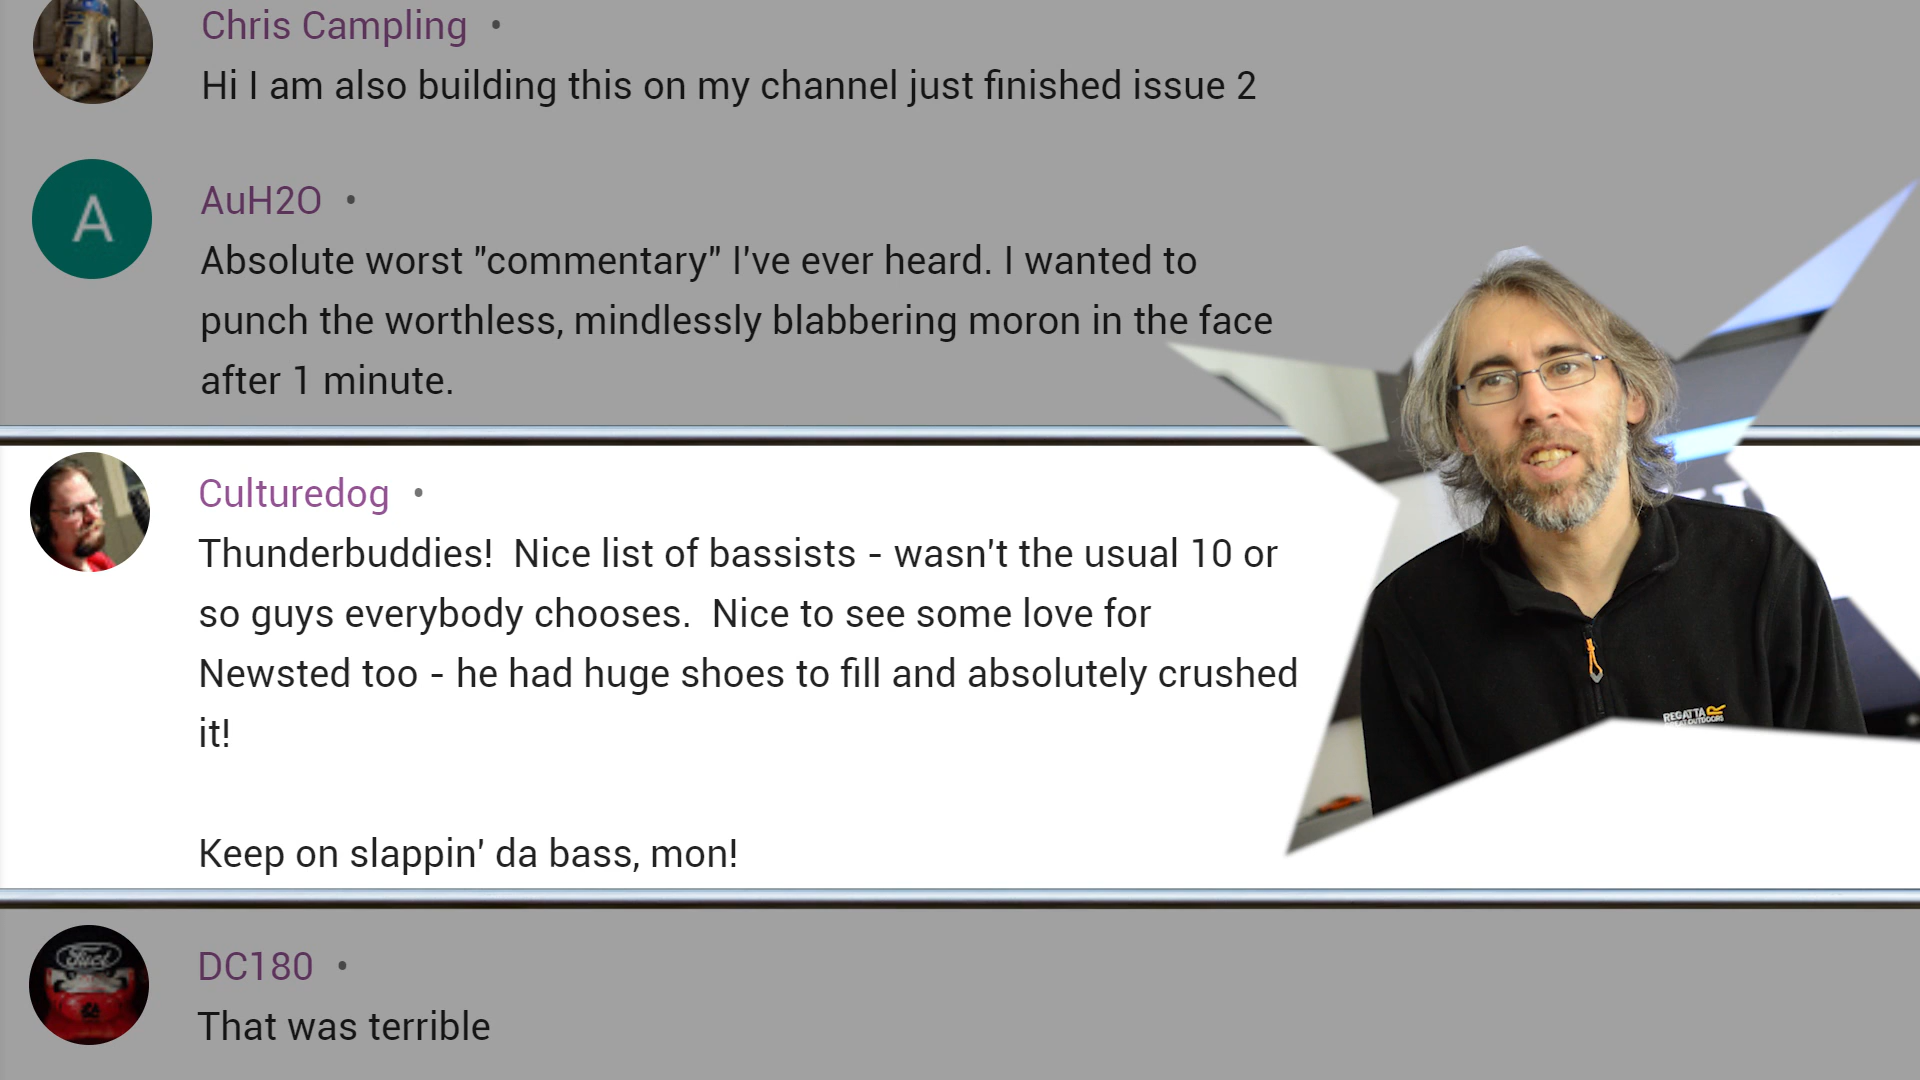 Chris Campling •
Hi I am also building this on my channel just finished issue 2
A
AuH2O •
Absolute worst "commentary" I've ever heard. I wanted to
punch the worthless, mindlessly blabbering moron in the face
after 1 minute.
Culturedog •
Thunderbuddies!  Nice list of bassists - wasn't the usual 10 or
so guys everybody chooses.  Nice to see some love for
Newsted too - he had huge shoes to fill and absolutely crushed
it!
Keep on slappin' da bass, mon!
REGATTA
OUTDOORS
DC180 •
That was terrible